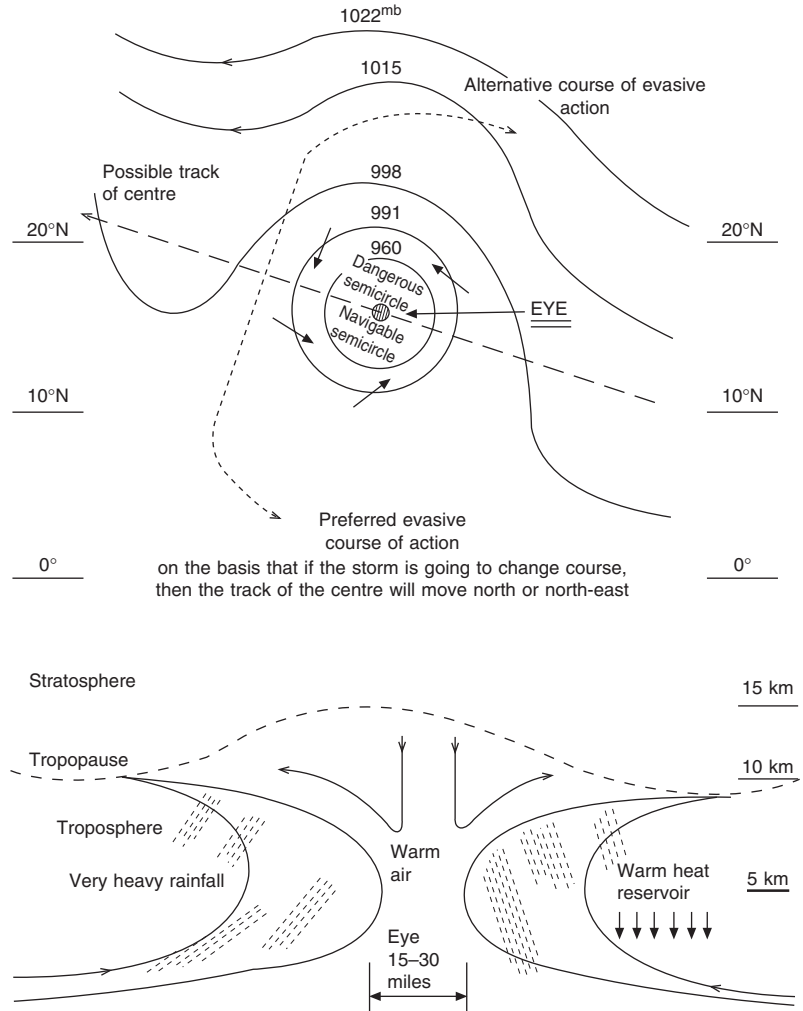 1022mb
1015
Alternative course of evasive
action
Possible track
of centre
998
991
960
20°N
20°N
Dangerous
semicircle
EYE
Navigable
semicircle
10°N
10°N
Preferred evasive
course of action
on the basis that if the storm is going to change course,
then the track of the centre will move north or north-east
0°
0°
Stratosphere
15 km
Tropopause
10 km
Troposphere
Warm
air
Very heavy rainfall
Warm heat
reservoir
5 km
Eye
15–30
miles